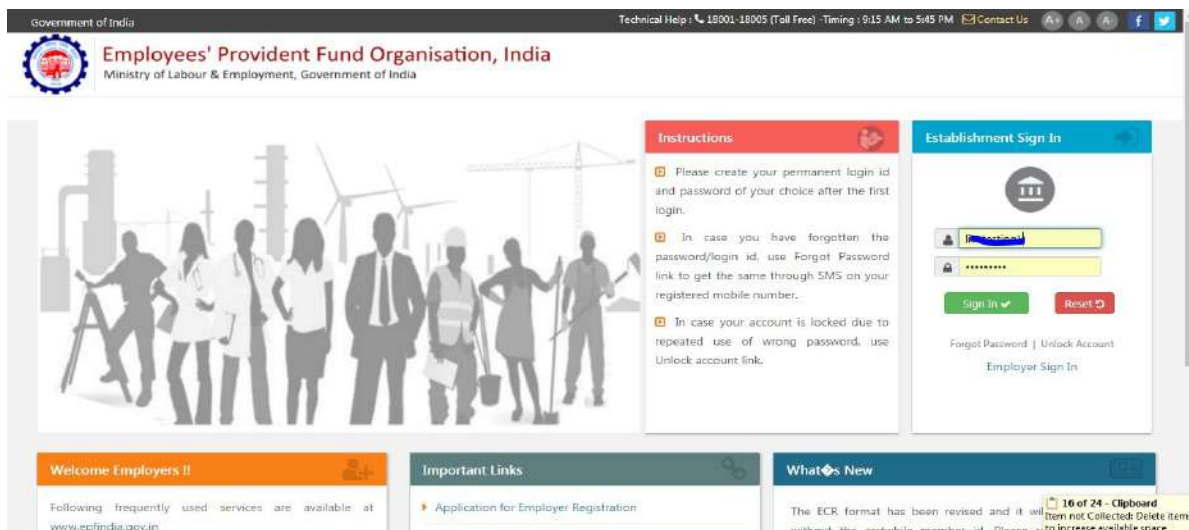 Government of India
Technical Help : 18001-18005 (Toll Free) -Timing : 9:15 AM to 5:45 PM Contact Us A+ A A-
Employees' Provident Fund Organisation, India
Ministry of Labour & Employment, Government of India
Instructions
Please create your permanent login id
and password of your choice after the first
login.
In case you have forgotten the
password/login id, use Forgot Password
link to get the same through SMS on your
registered mobile number.
In case your account is locked due to
repeated use of wrong password, use
Unlock account link.
Establishment Sign In
Sign In
Reset
Forgot Password | Unlock Account
Employer Sign In
Welcome Employers !!
Following frequently used services are available at
www.epfindia.gov.in
Important Links
Application for Employer Registration
What�s New
The ECR format has been revised and it wil
without the
member id. Please
16 of 24 - Clipboard
Item not Collected: Delete item
to increase available space